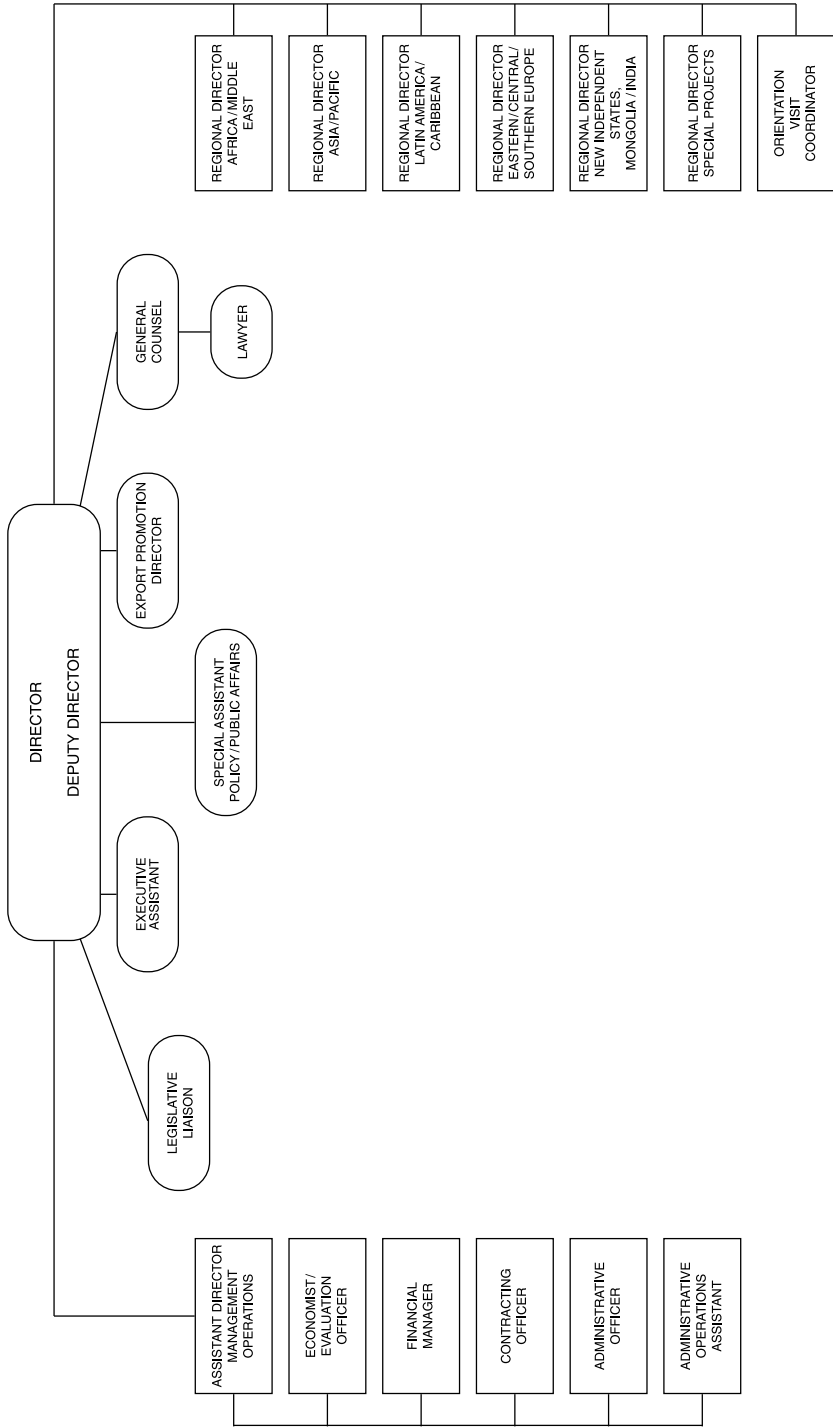 DIRECTOR
DEPUTY DIRECTOR
LEGISLATIVE
LIAISON
EXECUTIVE
ASSISTANT
SPECIAL ASSISTANT
POLICY/PUBLIC AFFAIRS
EXPORT PROMOTION
DIRECTOR
GENERAL
COUNSEL
LAWYER
ASSISTANT DIRECTOR
MANAGEMENT
OPERATIONS
ECONOMIST/
EVALUATION
OFFICER
FINANCIAL
MANAGER
CONTRACTING
OFFICER
ADMINISTRATIVE
OFFICER
ADMINISTRATIVE
OPERATIONS
ASSISTANT
REGIONAL DIRECTOR
AFRICA/MIDDLE
EAST
REGIONAL DIRECTOR
ASIA/PACIFIC
REGIONAL DIRECTOR
LATIN AMERICA/
CARIBBEAN
REGIONAL DIRECTOR
EASTERN/CENTRAL/
SOUTHERN EUROPE
REGIONAL DIRECTOR
NEW INDEPENDENT
STATES,
MONGOLIA / INDIA
REGIONAL DIRECTOR
SPECIAL PROJECTS
ORIENTATION
VISIT
COORDINATOR